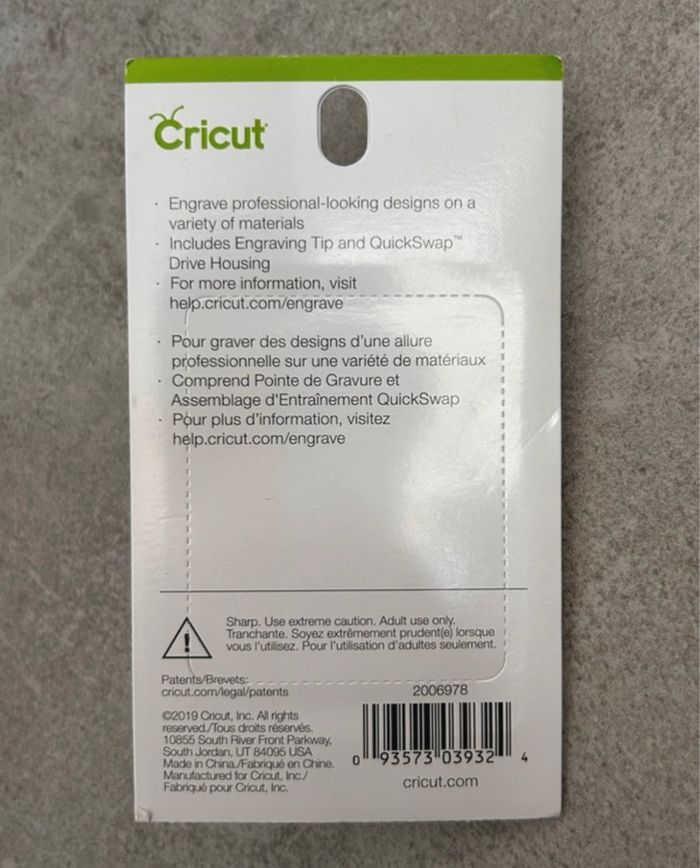 Cricut
· Engrave professional-looking designs on a
variety of materials
· Includes Engraving Tip and QuickSwap™
Drive Housing
· For more information, visit
help.cricut.com/engrave
· Pour graver des designs d'une allure
professionnelle sur une variété de matériaux
· Comprend Pointe de Gravure et
Assemblage d'Entraînement QuickSwap
· Pour plus d'information, visitez
help.cricut.com/engrave
Sharp. Use extreme caution. Adult use only.
Tranchante. Soyez extrêmement prudent(e) lorsque
vous l'utilisez. Pour l'utilisation d'adultes seulement.
Patents/Brevets:
cricut.com/legal/patents
©2019 Cricut, Inc. All rights
reserved./Tous droits réservés.
10855 South River Front Parkway,
South Jordan, UT 84095 USA
Made in China./Fabriqué en Chine.
Manufactured for Cricut, Inc./
Fabriqué pour Cricut, Inc.
2006978
0 93573 03932 4
cricut.com